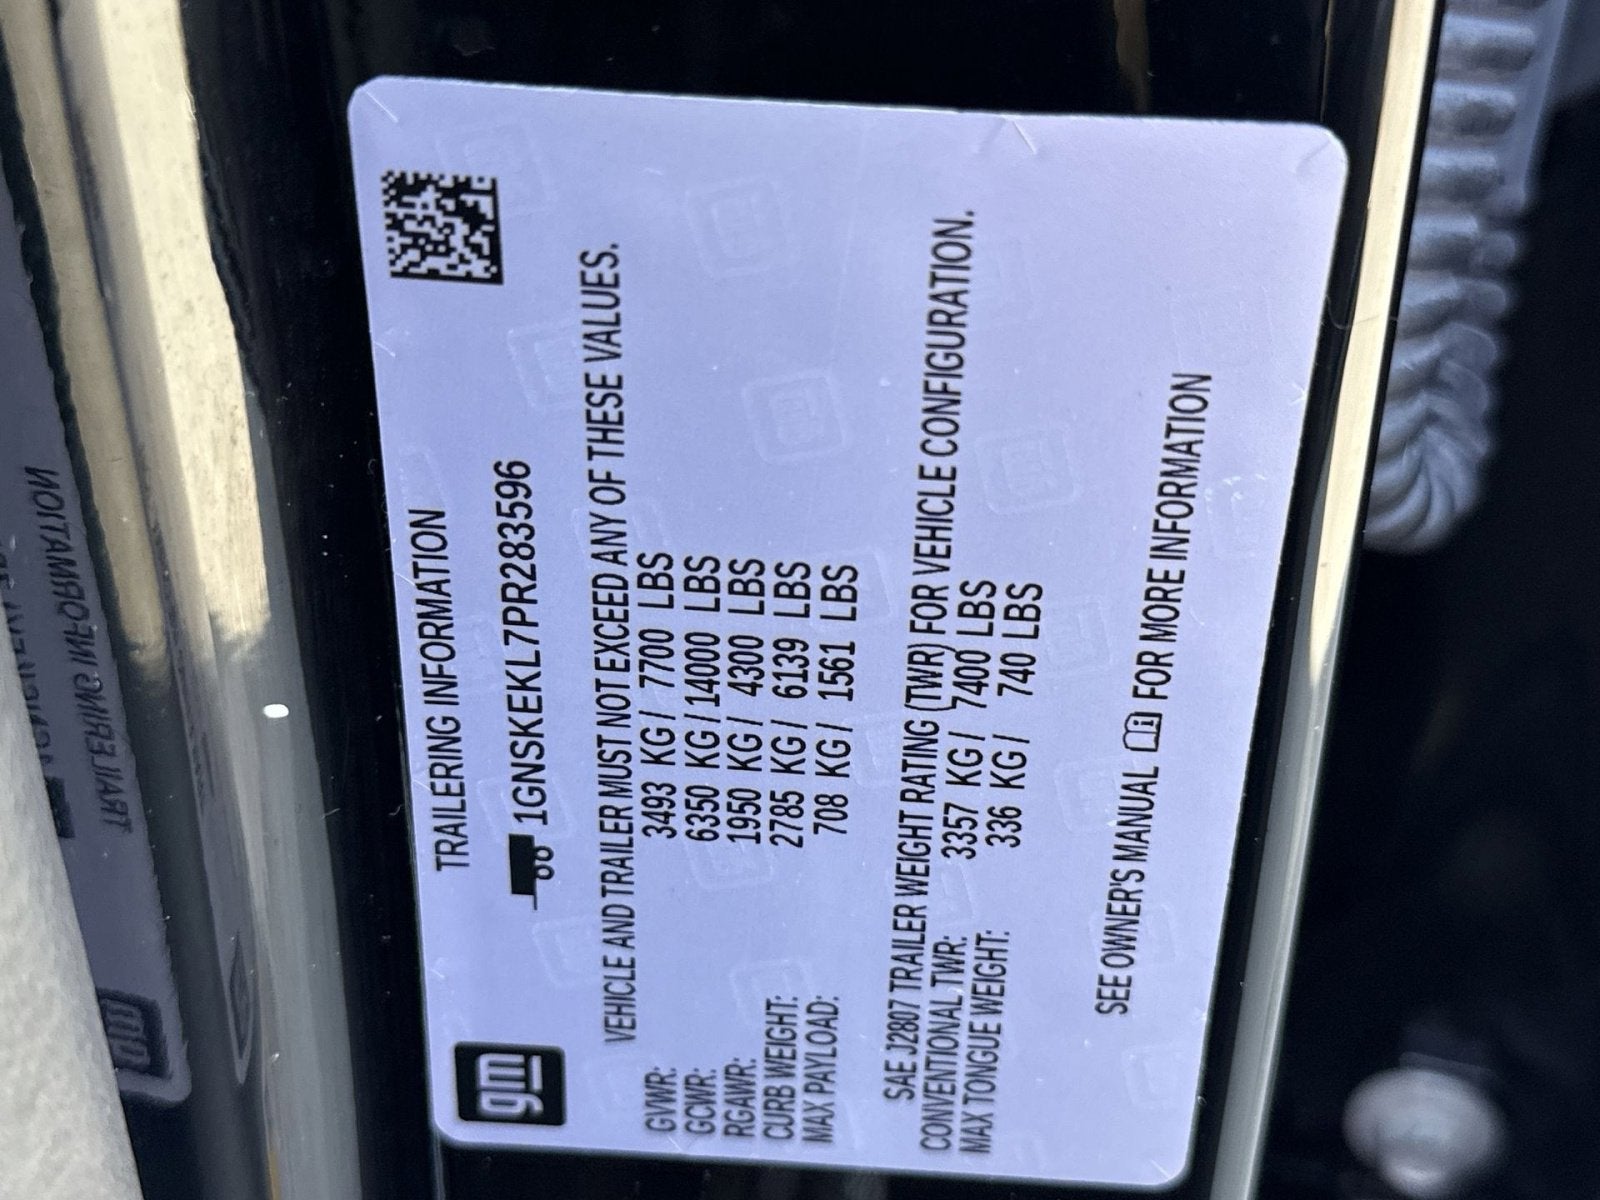 gm
TRAILERING INFORMATION
1GNSKEKL7PR283596
VEHICLE AND TRAILER MUST NOT EXCEED ANY OF THESE VALUES.
GVWR: 3493 KG / 7700 LBS
GCWR: 6350 KG / 14000 LBS
RGAWR: 1950 KG / 4300 LBS
CURB WEIGHT: 2785 KG / 6139 LBS
MAX PAYLOAD: 708 KG / 1561 LBS
SAE J2807 TRAILER WEIGHT RATING (TWR) FOR VEHICLE CONFIGURATION.
CONVENTIONAL TWR: 3357 KG / 7400 LBS
MAX TONGUE WEIGHT: 336 KG / 740 LBS
SEE OWNER'S MANUAL FOR MORE INFORMATION
TRAILERING INFORMATION
gm